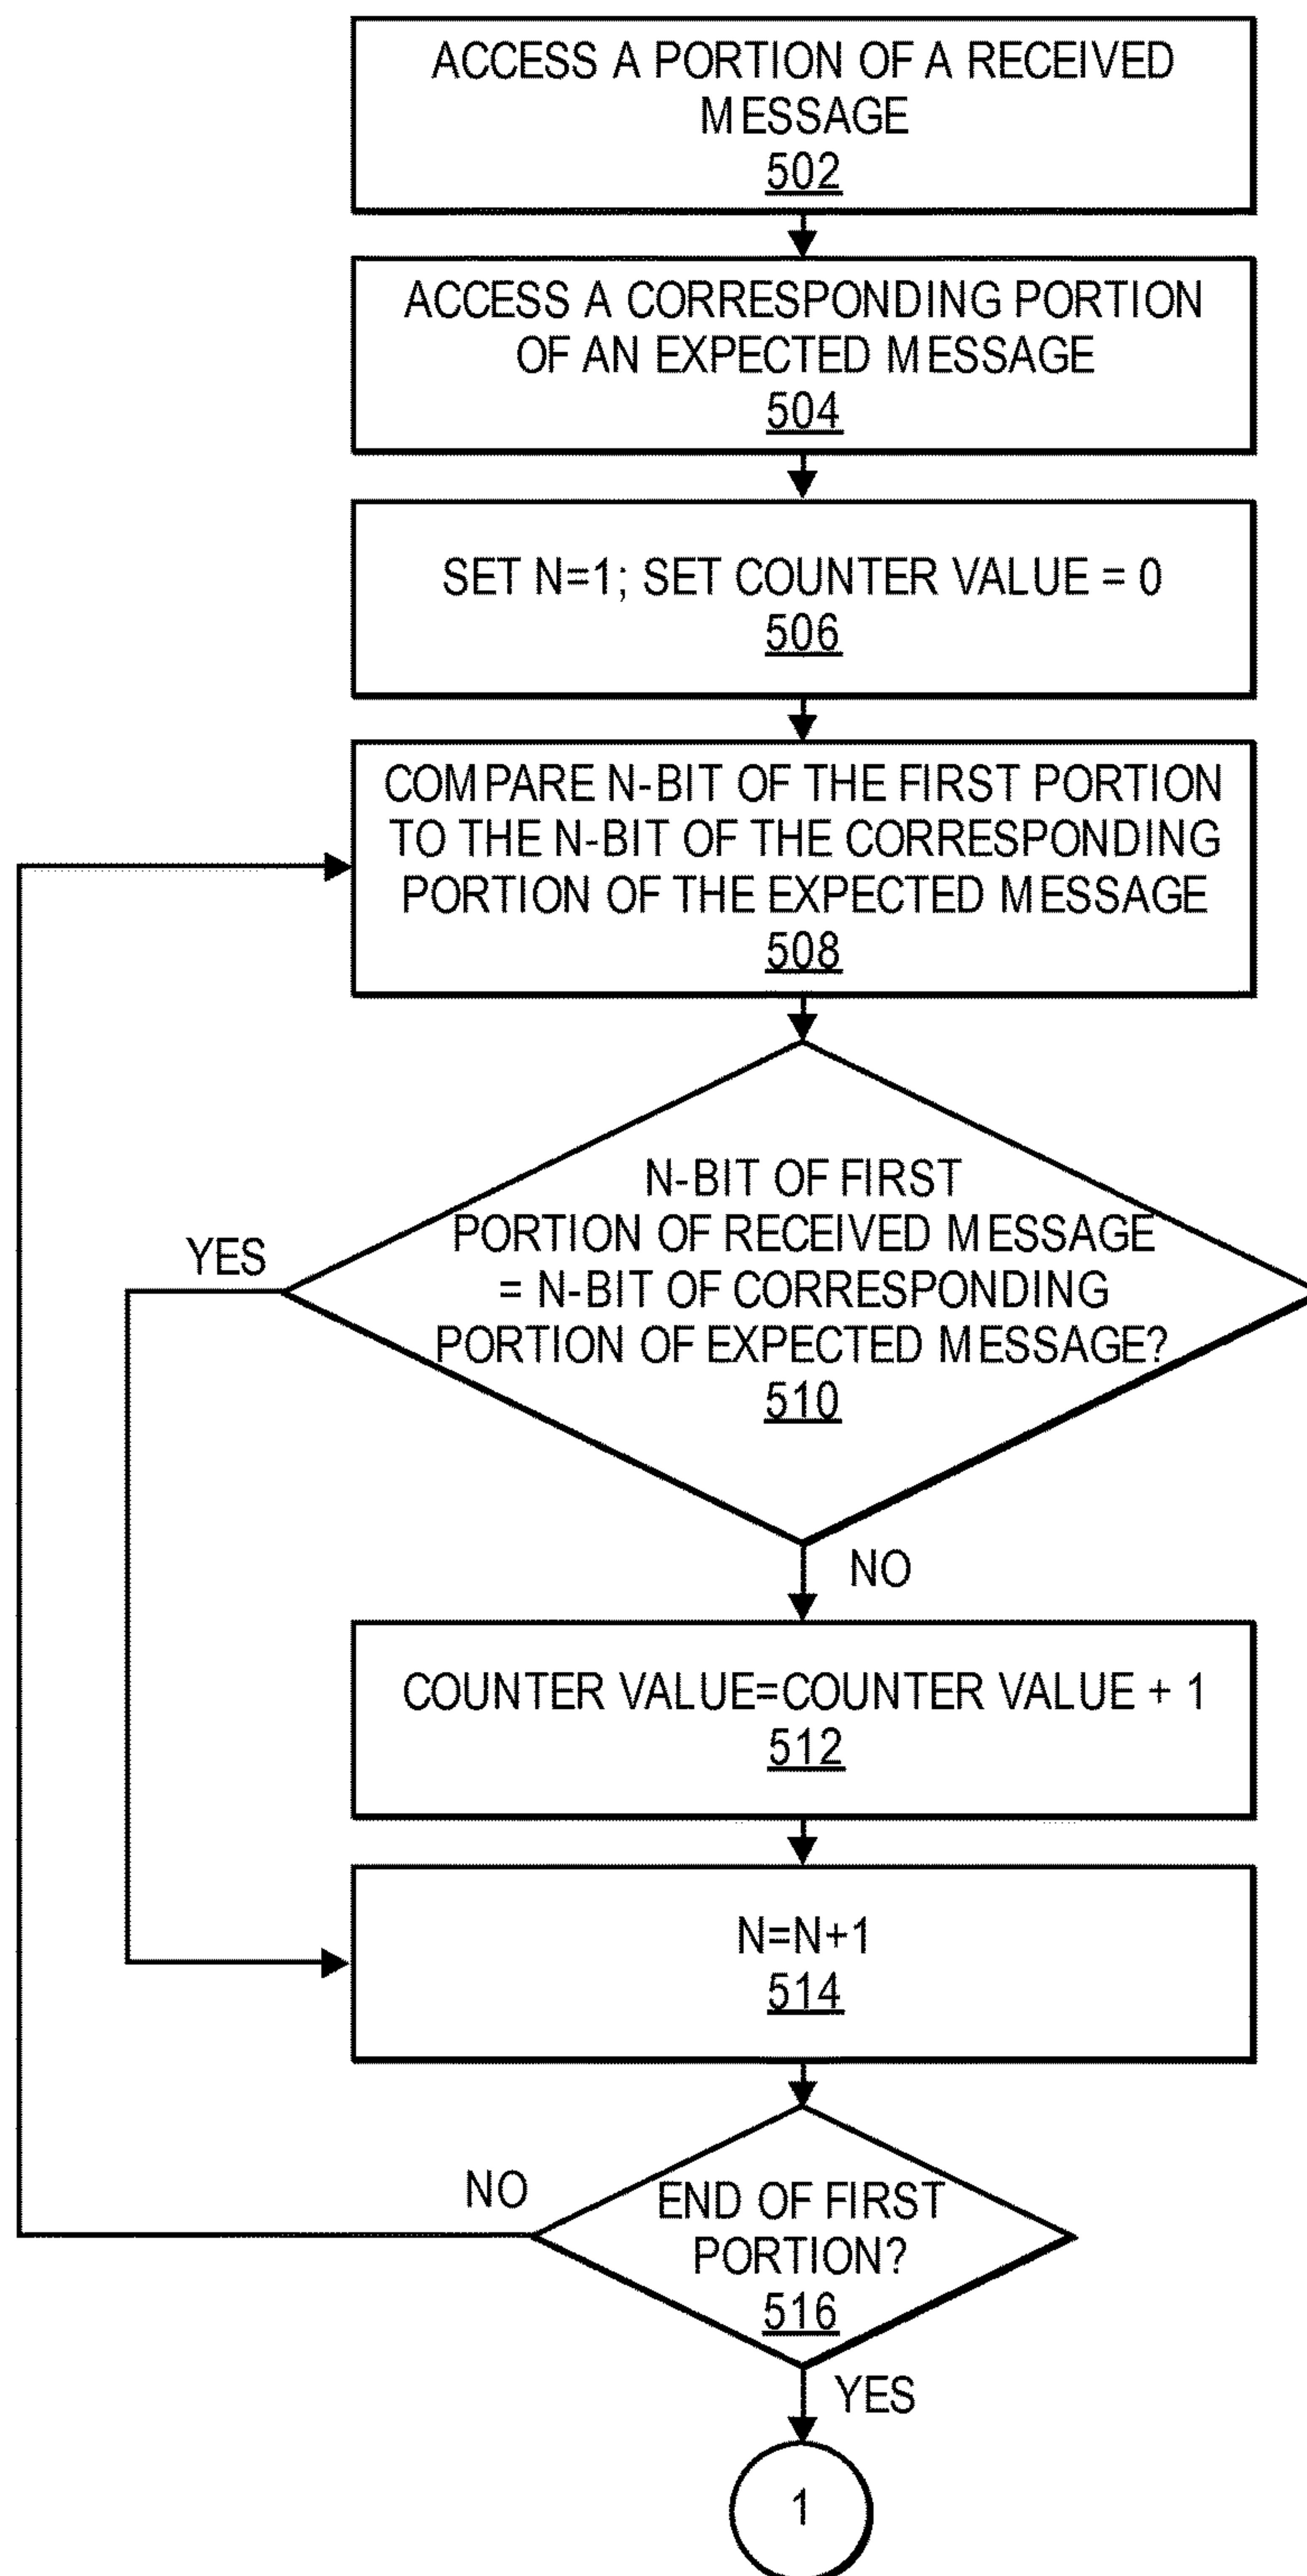 ACCESS A PORTION OF A RECEIVED
MESSAGE
502
ACCESS A CORRESPONDING PORTION
OF AN EXPECTED MESSAGE
504
SET N=1; SET COUNTER VALUE = 0
506
COMPARE N-BIT OF THE FIRST PORTION
TO THE N-BIT OF THE CORRESPONDING
PORTION OF THE EXPECTED MESSAGE
508
N-BIT OF FIRST
PORTION OF RECEIVED MESSAGE
= N-BIT OF CORRESPONDING
PORTION OF EXPECTED MESSAGE?
510
YES
NO
COUNTER VALUE=COUNTER VALUE + 1
512
N=N+1
514
NO
END OF FIRST
PORTION?
516
YES
1